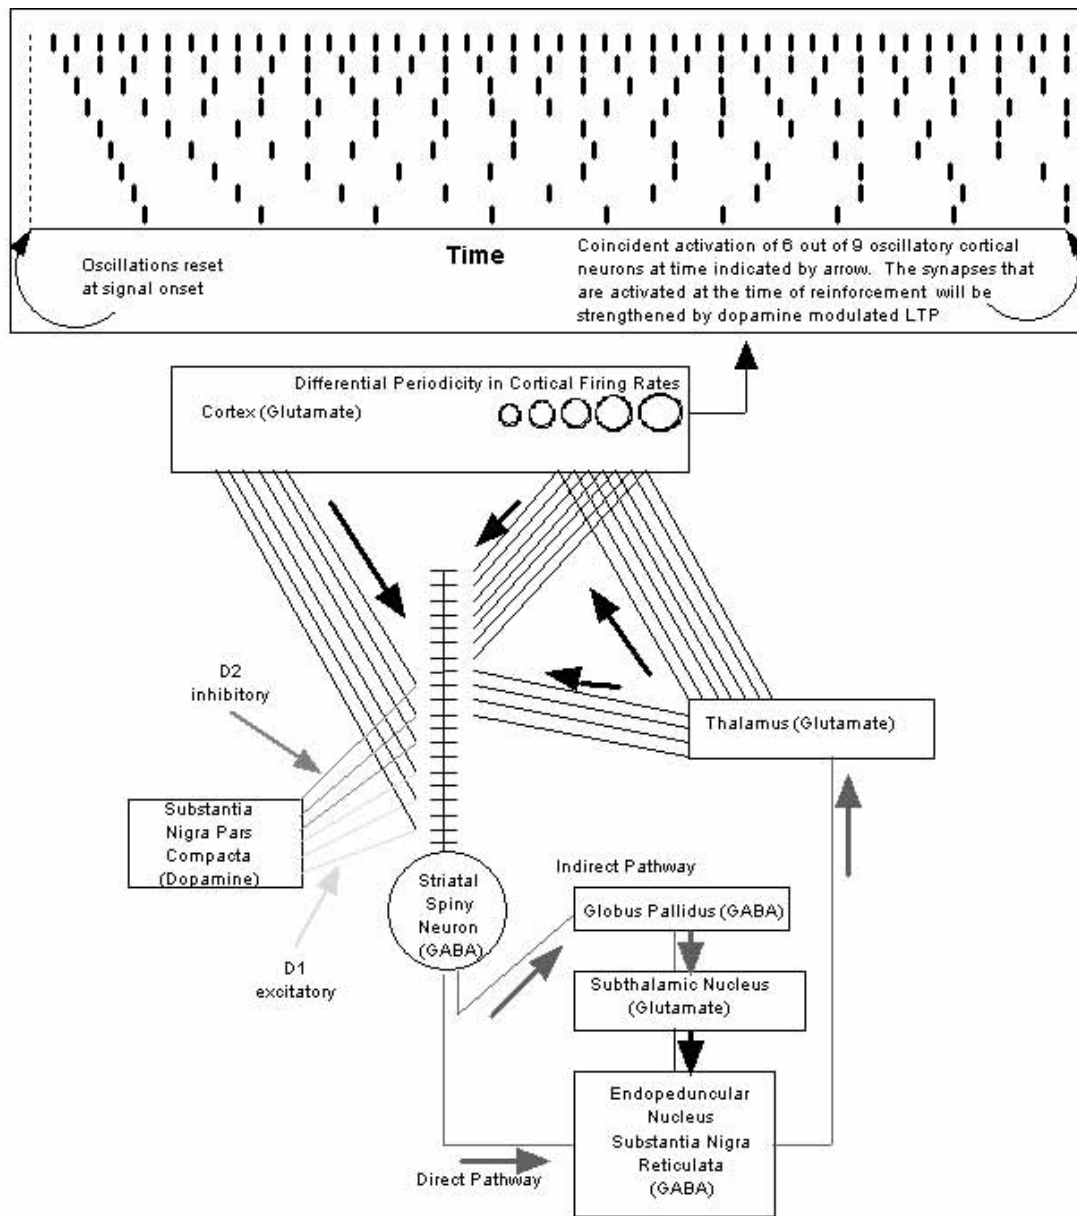 Time
Oscillations reset
at signal onset
Coincident activation of 6 out of 9 oscillatory cortical
neurons at time indicated by arrow.  The synapses that
are activated at the time of reinforcement will be
strengthened by dopamine modulated LTP
Differential Periodicity in Cortical Firing Rates
Cortex (Glutamate)
D2
inhibitory
Thalamus (Glutamate)
Substantia
Nigra Pars
Compacta
(Dopamine)
Striatal
Spiny
Neuron
(GABA)
Indirect Pathway
Globus Pallidus (GABA)
D1
excitatory
Subthalamic Nucleus
(Glutamate)
Endopeduncular
Nucleus
Substantia Nigra
Reticulata
(GABA)
Direct Pathway